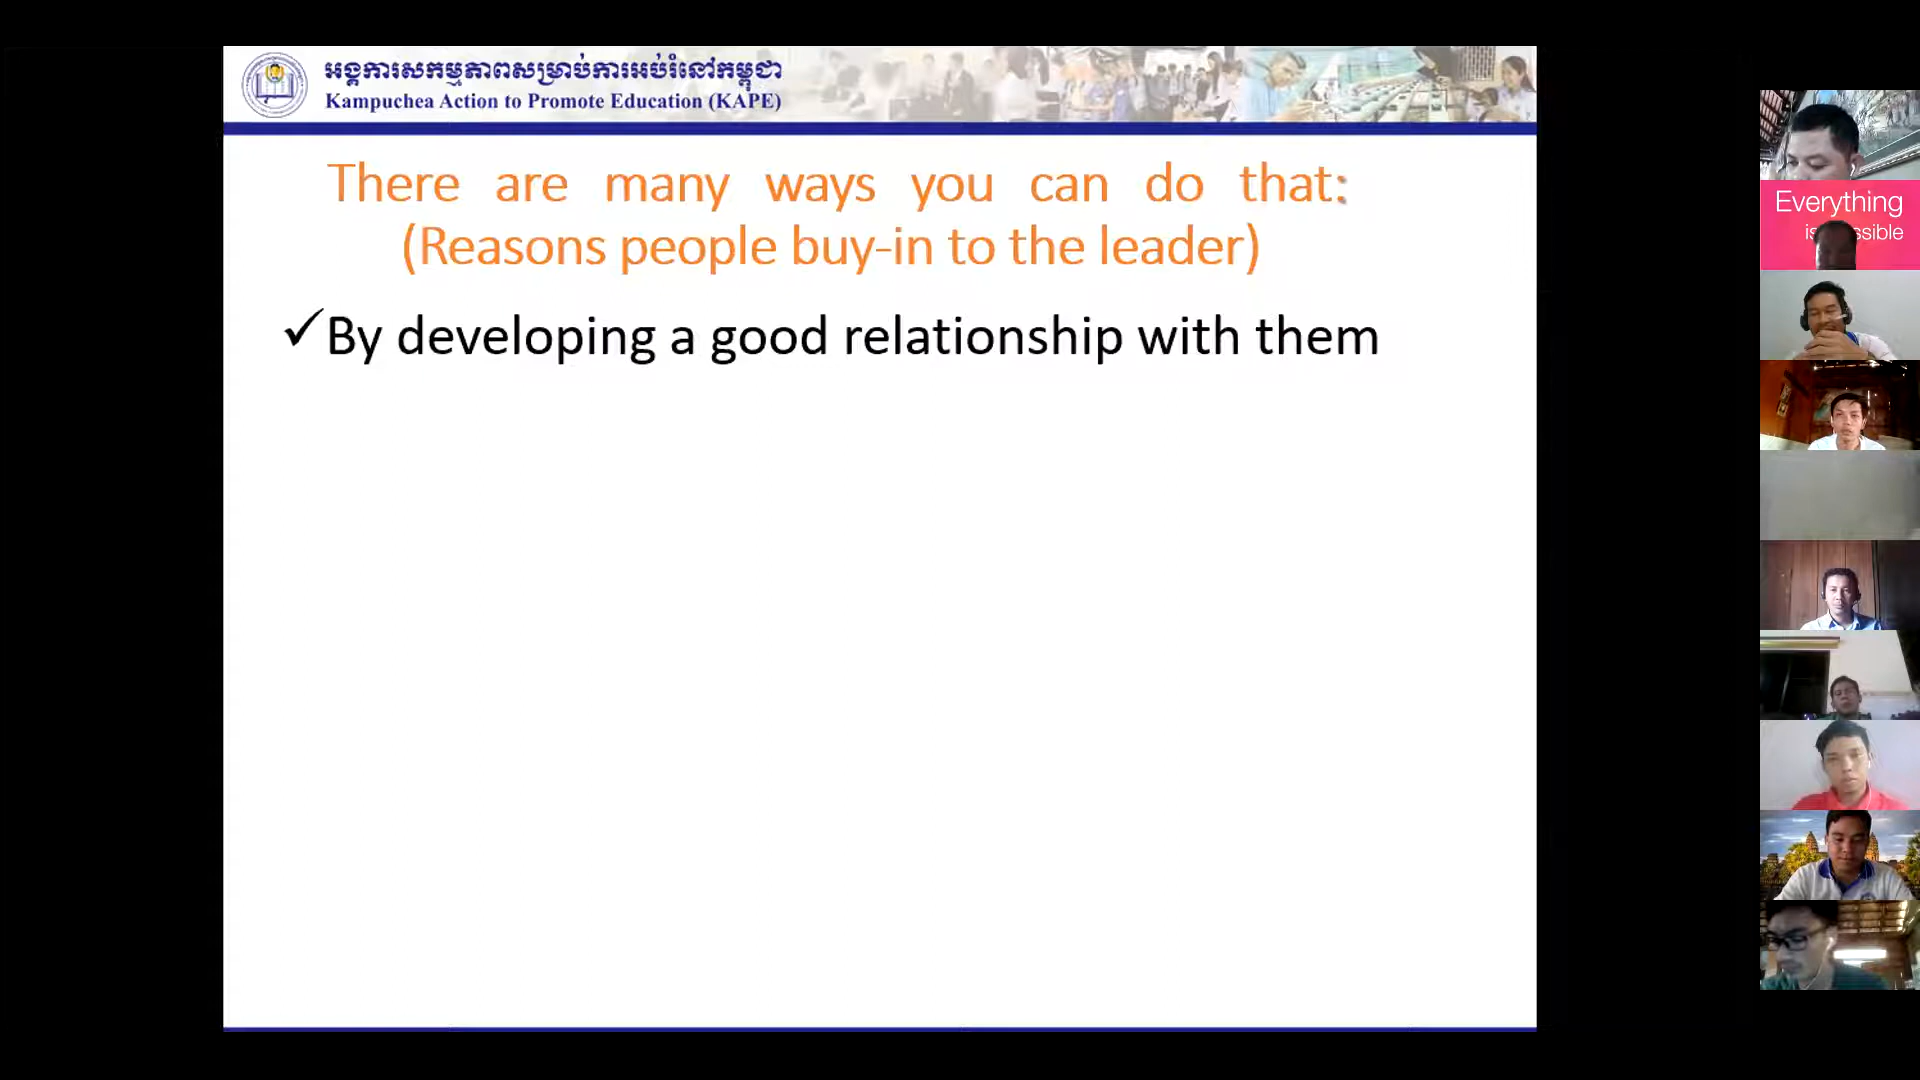 អង្គការសកម្មភាពសម្រាប់ការអប់រំនៅកម្ពុជា
Kampuchea Action to Promote Education (KAPE)
There are many ways you can do that:
(Reasons people buy-in to the leader)
✓By developing a good relationship with them
Everything